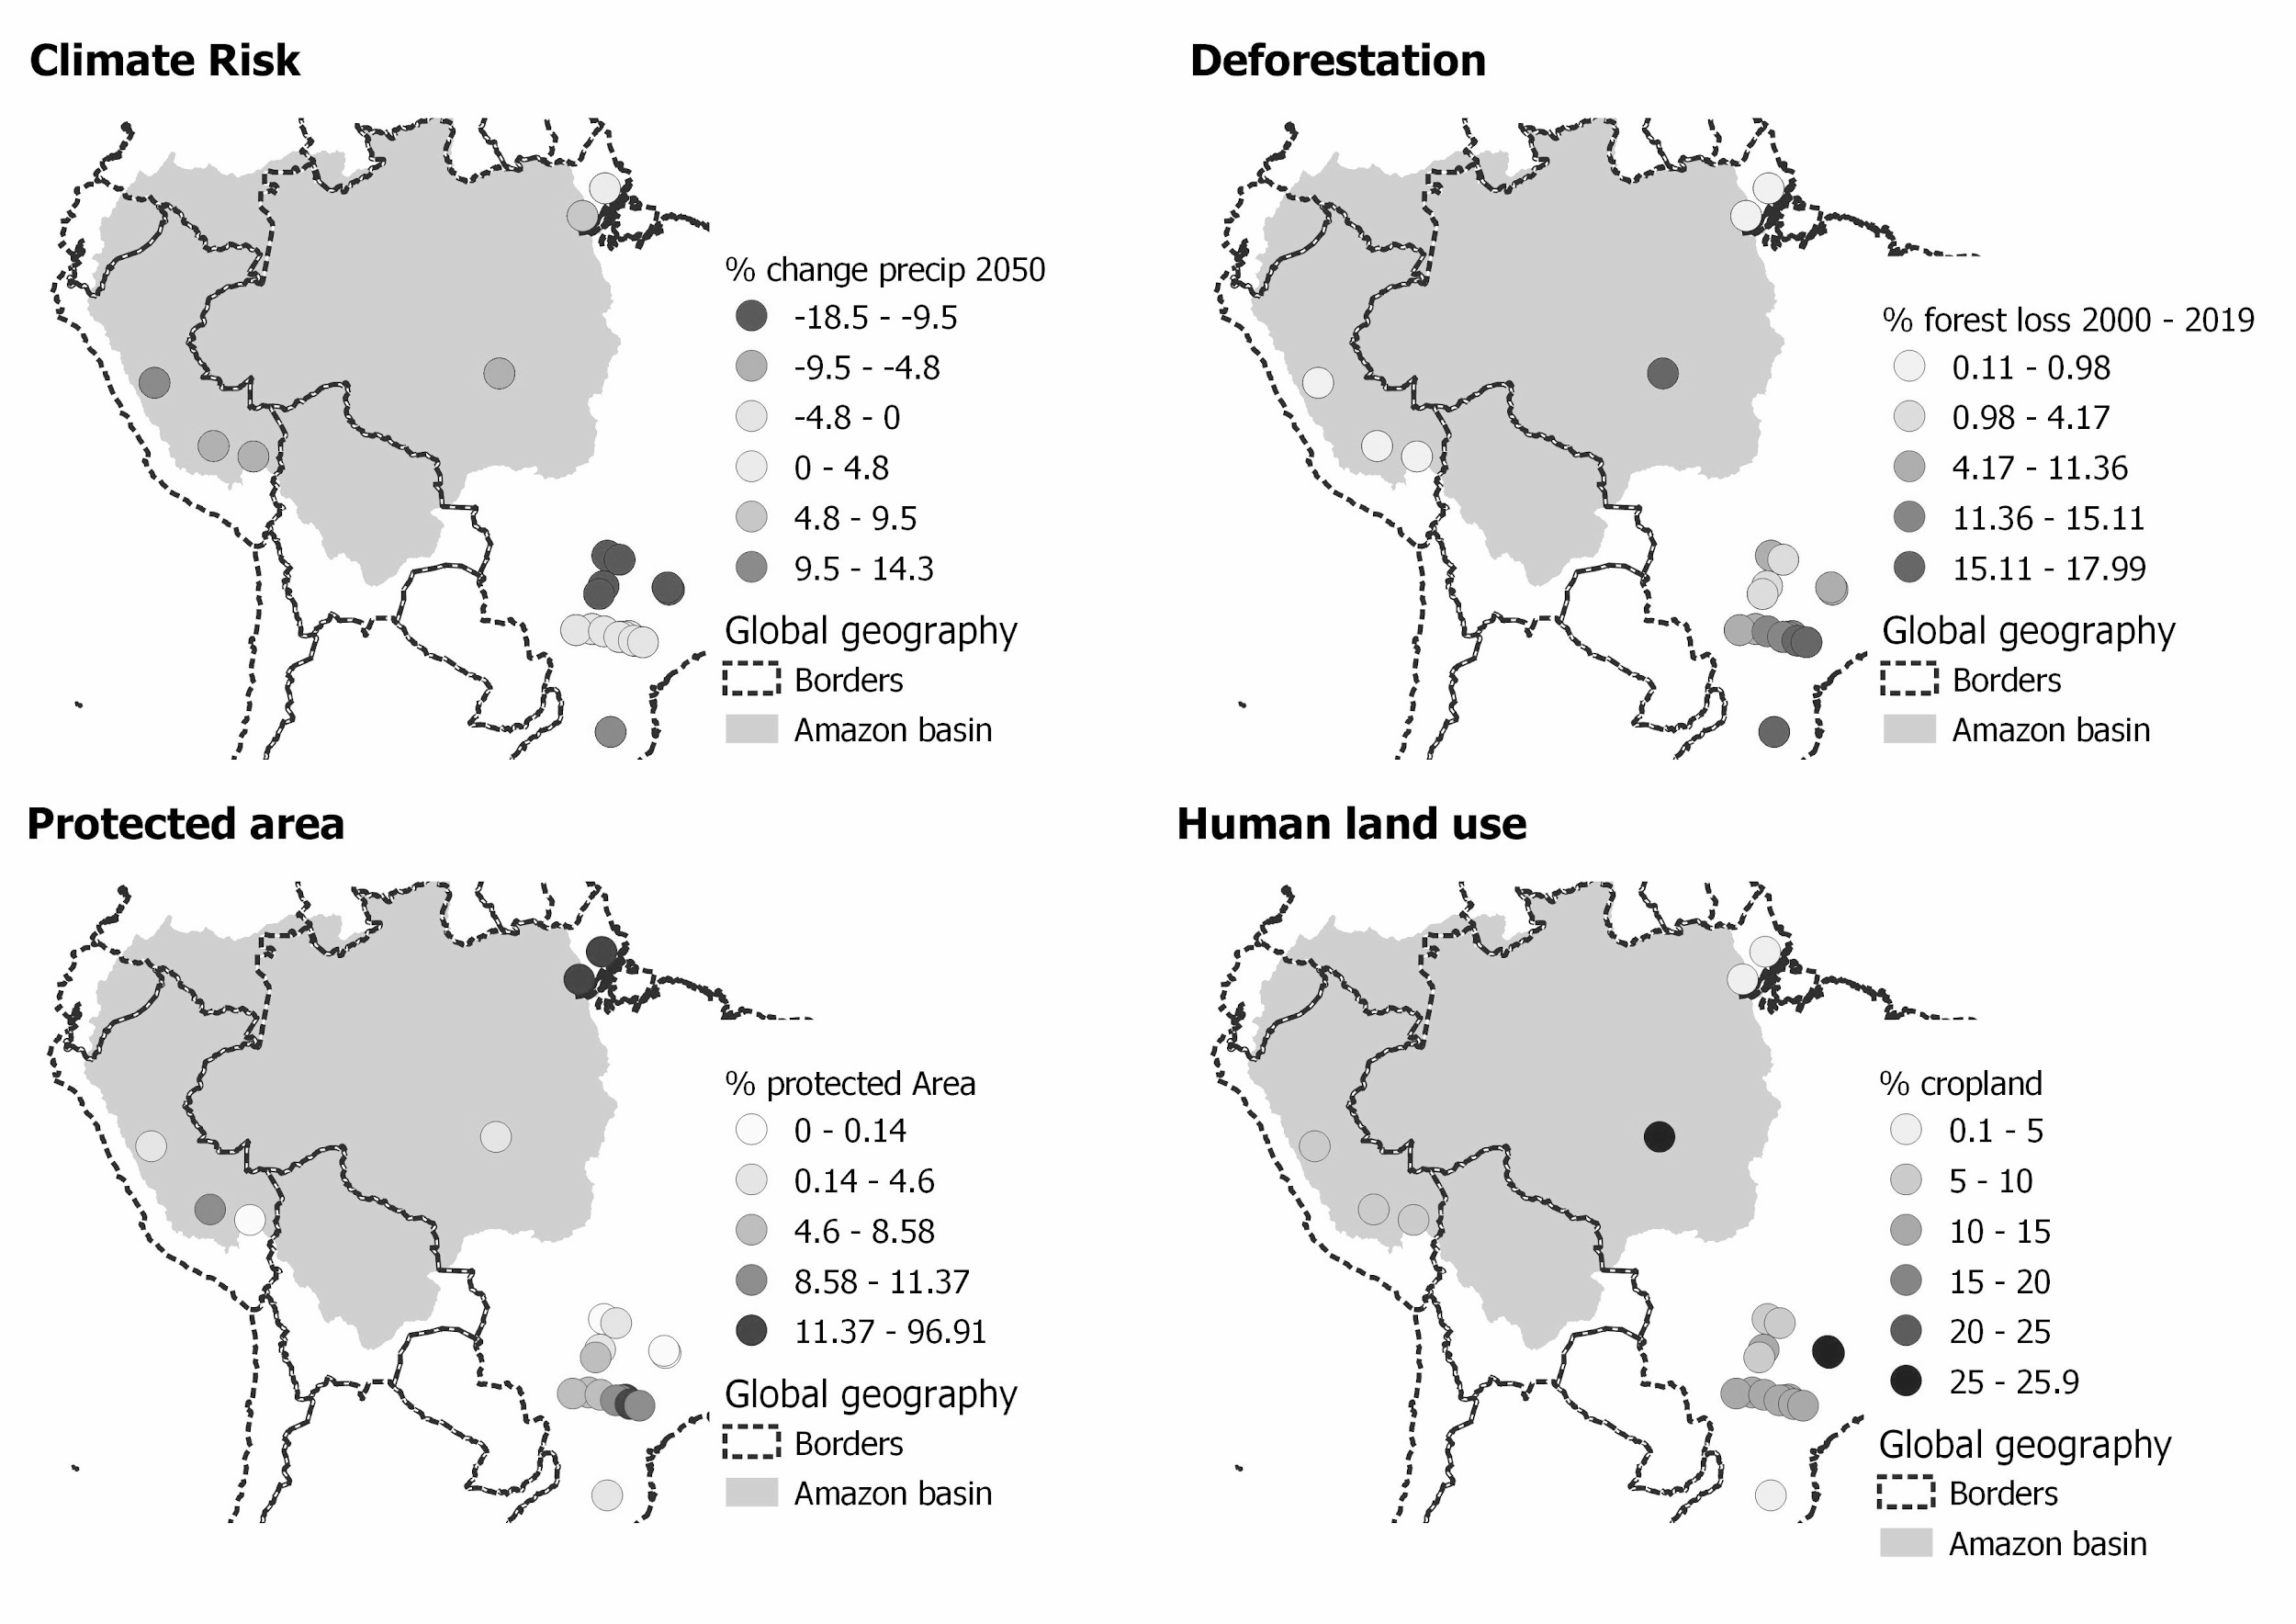 Climate Risk
% change precip 2050
-18.5 - -9.5
-9.5 - -4.8
-4.8 - 0
0 - 4.8
4.8 - 9.5
9.5 - 14.3
Global geography
Borders
Amazon basin
Deforestation
% forest loss 2000 - 2019
0.11 - 0.98
0.98 - 4.17
4.17 - 11.36
11.36 - 15.11
15.11 - 17.99
Global geography
Borders
Amazon basin
Protected area
% protected Area
0 - 0.14
0.14 - 4.6
4.6 - 8.58
8.58 - 11.37
11.37 - 96.91
Global geography
Borders
Amazon basin
Human land use
% cropland
0.1 - 5
5 - 10
10 - 15
15 - 20
20 - 25
25 - 25.9
Global geography
Borders
Amazon basin